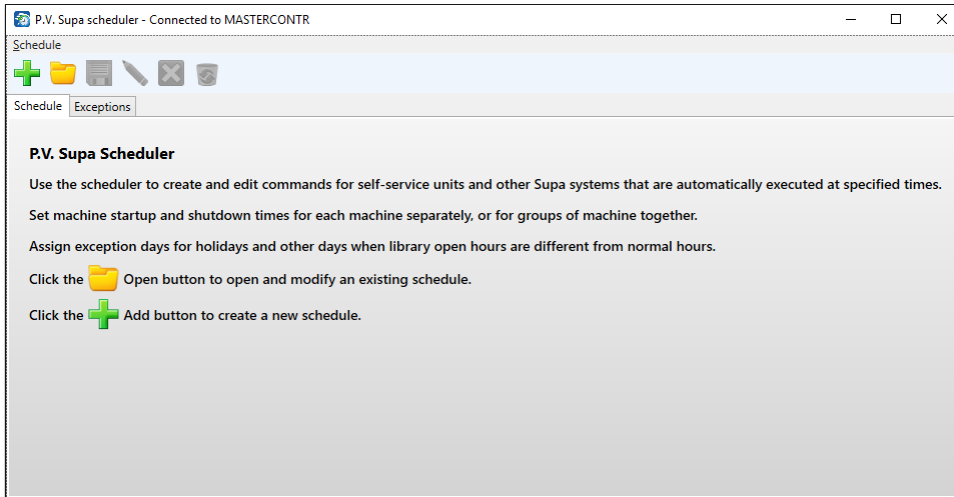 P.V. Supa scheduler - Connected to MASTERCONTR
Schedule
Schedule Exceptions
P.V. Supa Scheduler
Use the scheduler to create and edit commands for self-service units and other Supa systems that are automatically executed at specified times.
Set machine startup and shutdown times for each machine separately, or for groups of machine together.
Assign exception days for holidays and other days when library open hours are different from normal hours.
Click the Open button to open and modify an existing schedule.
Click the Add button to create a new schedule.